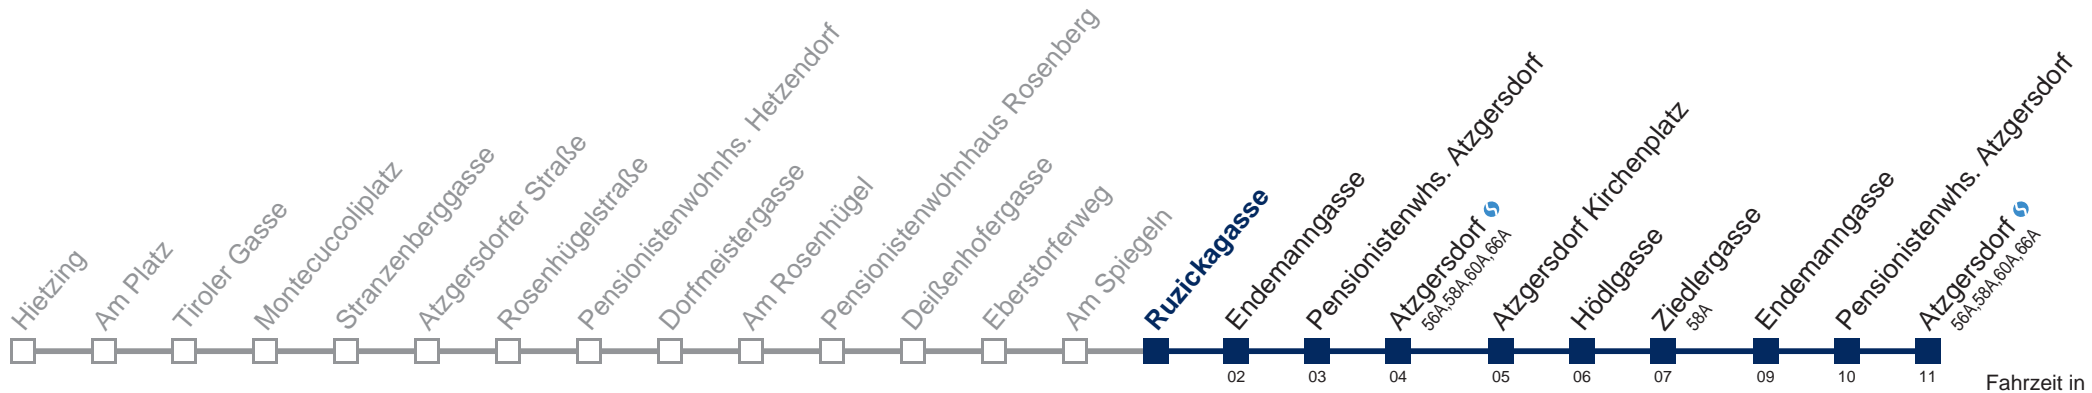 Hietzing
Am Platz
Tiroler Gasse
Montecuccoliplatz
Stranzenberggasse
Atzgersdorfer Straße
Rosenhügelstraße
Pensionistenwohnhs. Hetzendorf
Dorfmeistergasse
Am Rosenhügel
Pensionistenwohnhaus Rosenberg
Deißenhofergasse
Eberstorferweg
Am Spiegeln
Ruzickagasse
Endemanngasse
Pensionistenwhs. Atzgersdorf
Atzgersdorf
56A,58A,60A,66A
Atzgersdorf Kirchenplatz
Hödlgasse
Ziedlergasse
58A
Endemanngasse
Pensionistenwhs. Atzgersdorf
Atzgersdorf
56A,58A,60A,66A
02 03 04 05 06 07 09 10 11
Fahrzeit in